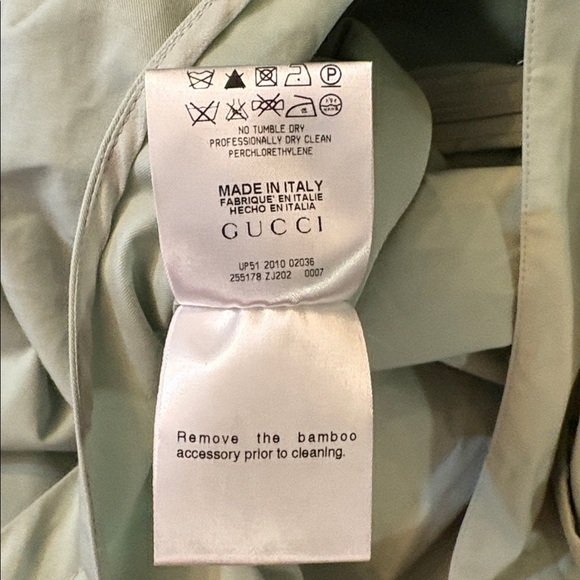 P
NO TUMBLE DRY
PROFESSIONALLY DRY CLEAN
PERCHLORETHYLENE
MADE IN ITALY
FABRIQUE' EN ITALIE
HECHO EN ITALIA
GUCCI
UP51 2010 02036
255178 ZJ202 0007
Remove the bamboo
accessory prior to cleaning.